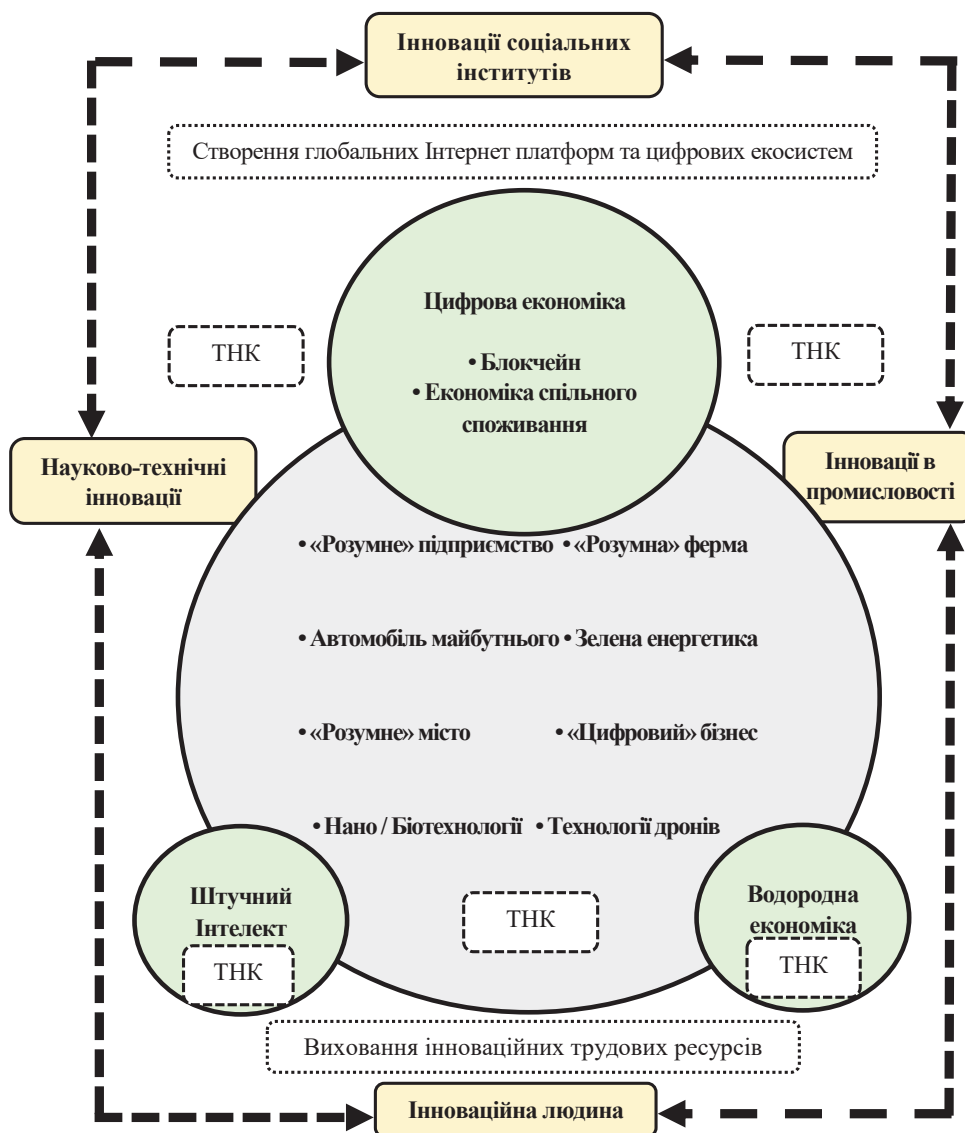 Інновації соціальних
інститутів
Створення глобальних Інтернет платформ та цифрових екосистем
Цифрова економіка
• Блокчейн
• Економіка спільного
споживання
ТНК
ТНК
Науково-технічні
інновації
Інновації в
промисловості
• «Розумне» підприємство • «Розумна» ферма
• Автомобіль майбутнього • Зелена енергетика
• «Розумне» місто • «Цифровий» бізнес
• Нано / Біотехнології • Технології дронів
Штучний
Інтелект
ТНК
ТНК
Водородна
економіка
ТНК
Виховання інноваційних трудових ресурсів
Інноваційна людина